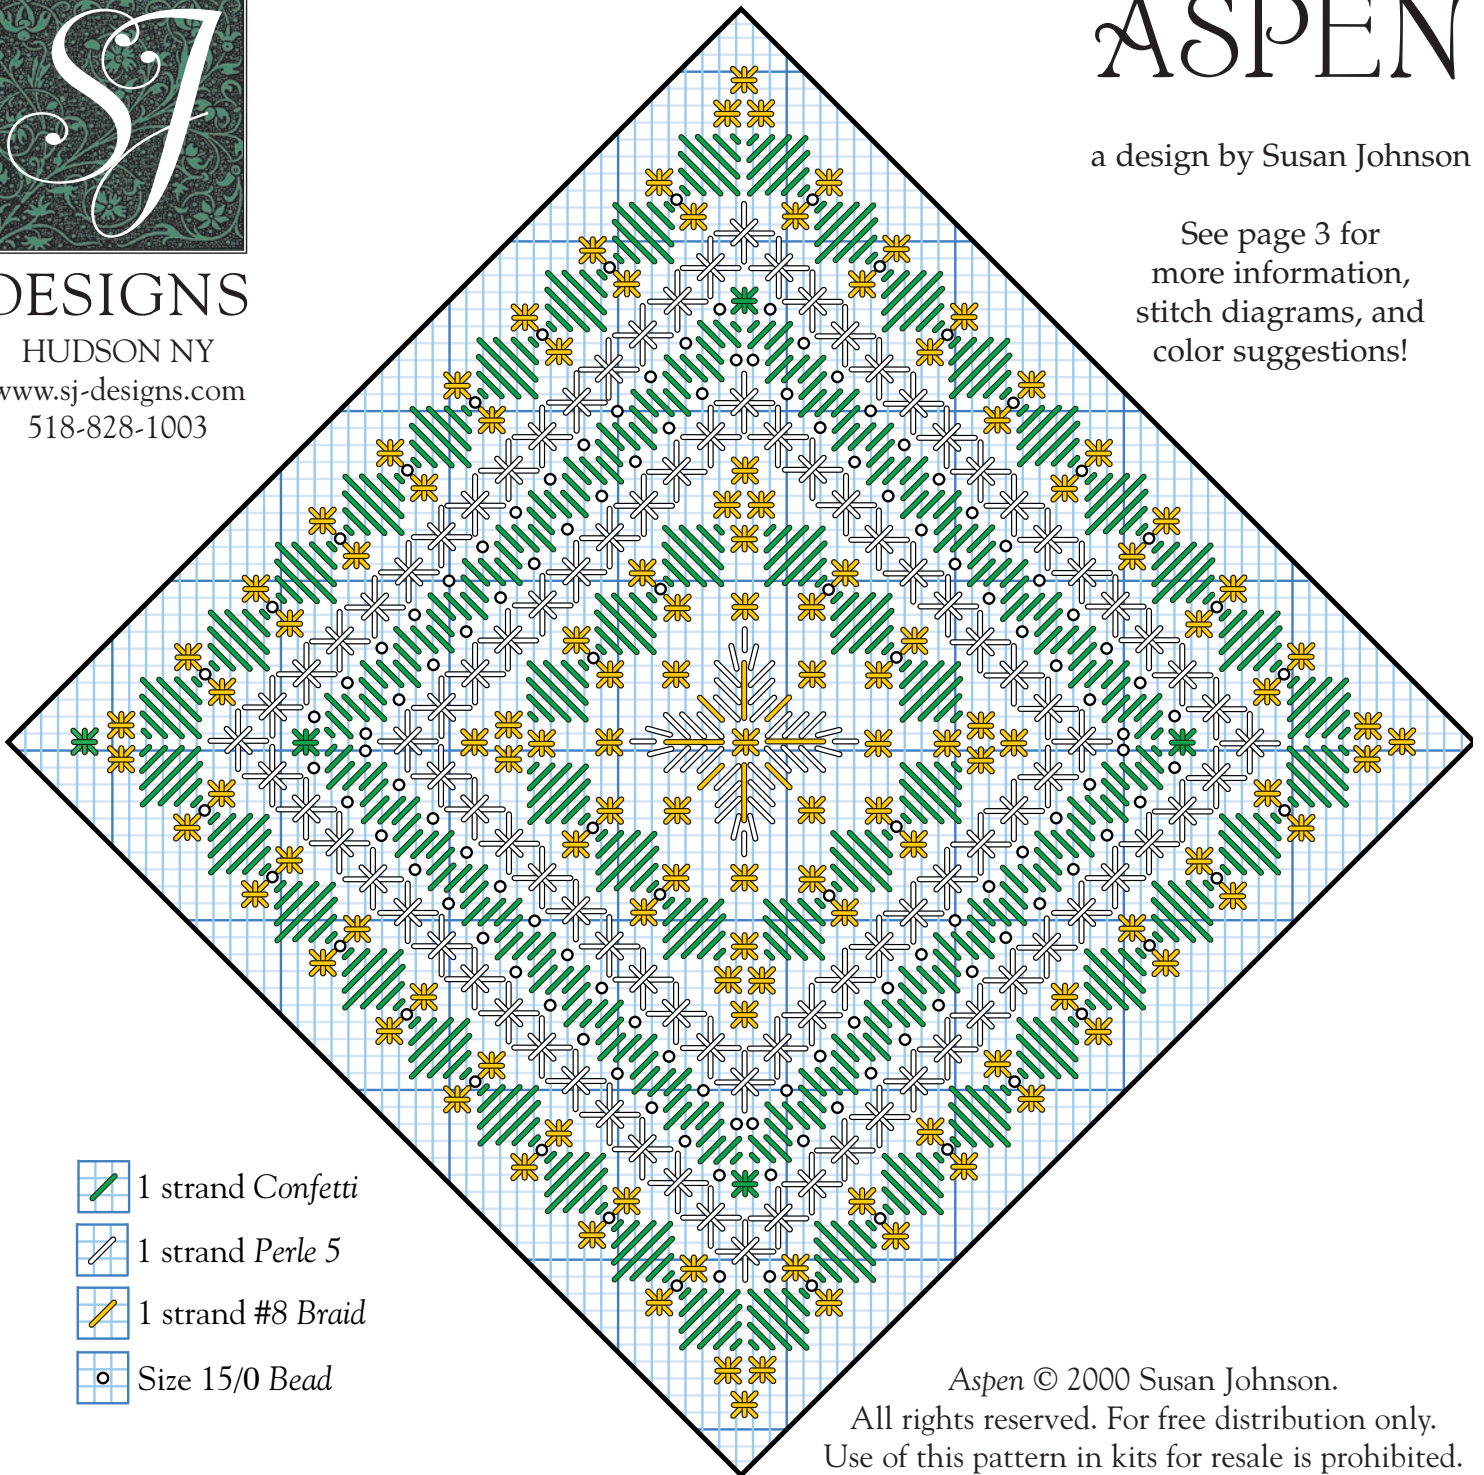 SJ
DESIGNS
HUDSON NY
www.sj-designs.com
518-828-1003
ASPEN
a design by Susan Johnson
See page 3 for
more information,
stitch diagrams, and
color suggestions!
1 strand Confetti
1 strand Perle 5
1 strand #8 Braid
Size 15/0 Bead
Aspen © 2000 Susan Johnson.
All rights reserved. For free distribution only.
Use of this pattern in kits for resale is prohibited.